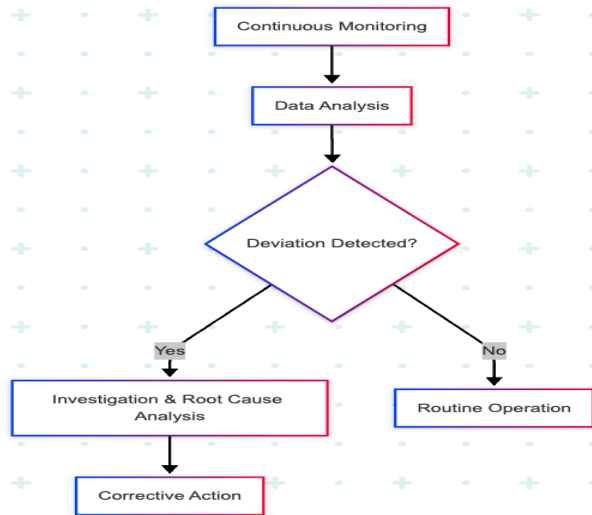 Continuous Monitoring
Data Analysis
Deviation Detected?
Yes
No
Investigation & Root Cause
Analysis
Routine Operation
Corrective Action